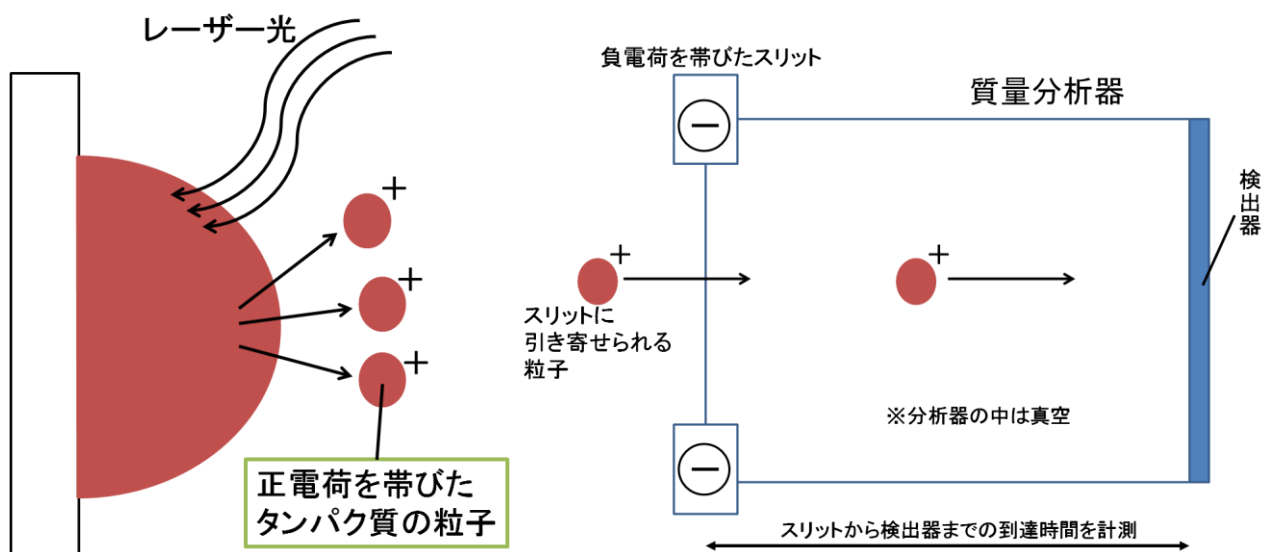 レーザー光
+
+
+
正電荷を帯びた
タンパク質の粒子
負電荷を帯びたスリット
−
質量分析器
検出器
+
+
スリットに
引き寄せられる
粒子
※分析器の中は真空
−
スリットから検出器までの到達時間を計測